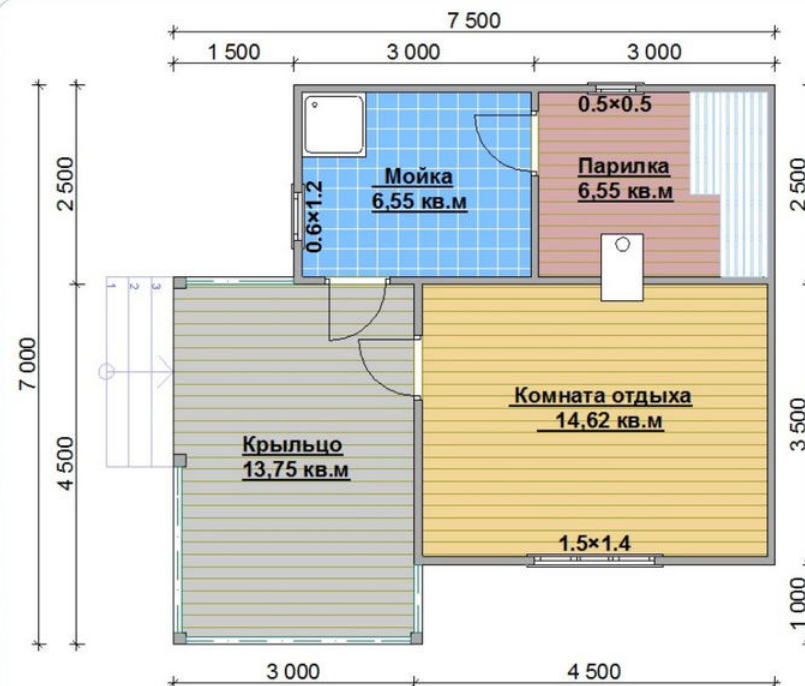 7 500
1 500
3 000
3 000
0.5×0.5
Мойка
6,55 кв.м
Парилка
6,55 кв.м
2 500
2 500
0.6×1.2
1
2
3
7 000
4 500
Крыльцо
13,75 кв.м
Комната отдыха
14,62 кв.м
3 500
1.5×1.4
1 000
3 000
4 500